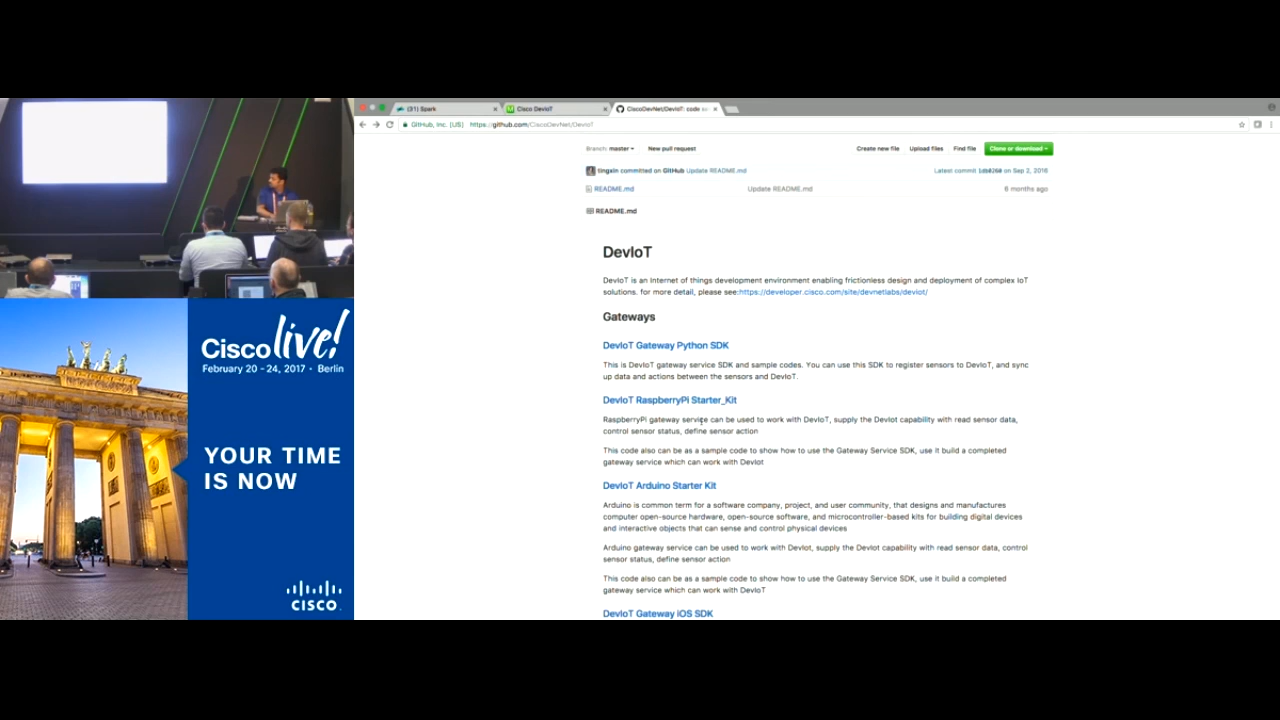 (31) Spark
Cisco DevIoT
CiscoDevNet/DevIoT: code sa
GitHub, Inc. [US] https://github.com/CiscoDevNet/DevIoT
Branch: master New pull request Create new file Upload files Find file Clone or download
tingxin committed on GitHub Update README.md Latest commit on Sep 2, 2016
README.md Update README.md 6 months ago
README.md
DevIoT
DevIoT is an Internet of things development environment enabling frictionless design and deployment of complex IoT
solutions. for more detail, please see:https://developer.cisco.com/site/devnetlabs/deviot/
Gateways
DevIoT Gateway Python SDK
This is DevIoT gateway service SDK and sample codes. You can use this SDK to register sensors to DevIoT, and sync
up data and actions between the sensors and DevIoT.
DevIoT RaspberryPi Starter_Kit
RaspberryPi gateway service can be used to work with DevIoT, supply the DevIot capability with read sensor data,
control sensor status, define sensor action
This code also can be as a sample code to show how to use the Gateway Service SDK, use it build a completed
gateway service which can work with DevIot
DevIoT Arduino Starter Kit
Arduino is common term for a software company, project, and user community, that designs and manufactures
computer open-source hardware, open-source software, and microcontroller-based kits for building digital devices
and interactive objects that can sense and control physical devices
Arduino gateway service can be used to work with DevIot, supply the DevIot capability with read sensor data, control
sensor status, define sensor action
This code also can be as a sample code to show how to use the Gateway Service SDK, use it build a completed
gateway service which can work with DevIoT
DevIoT Gateway iOS SDK
Cisco live!
February 20 - 24, 2017 · Berlin
YOUR TIME
IS NOW
CISCO